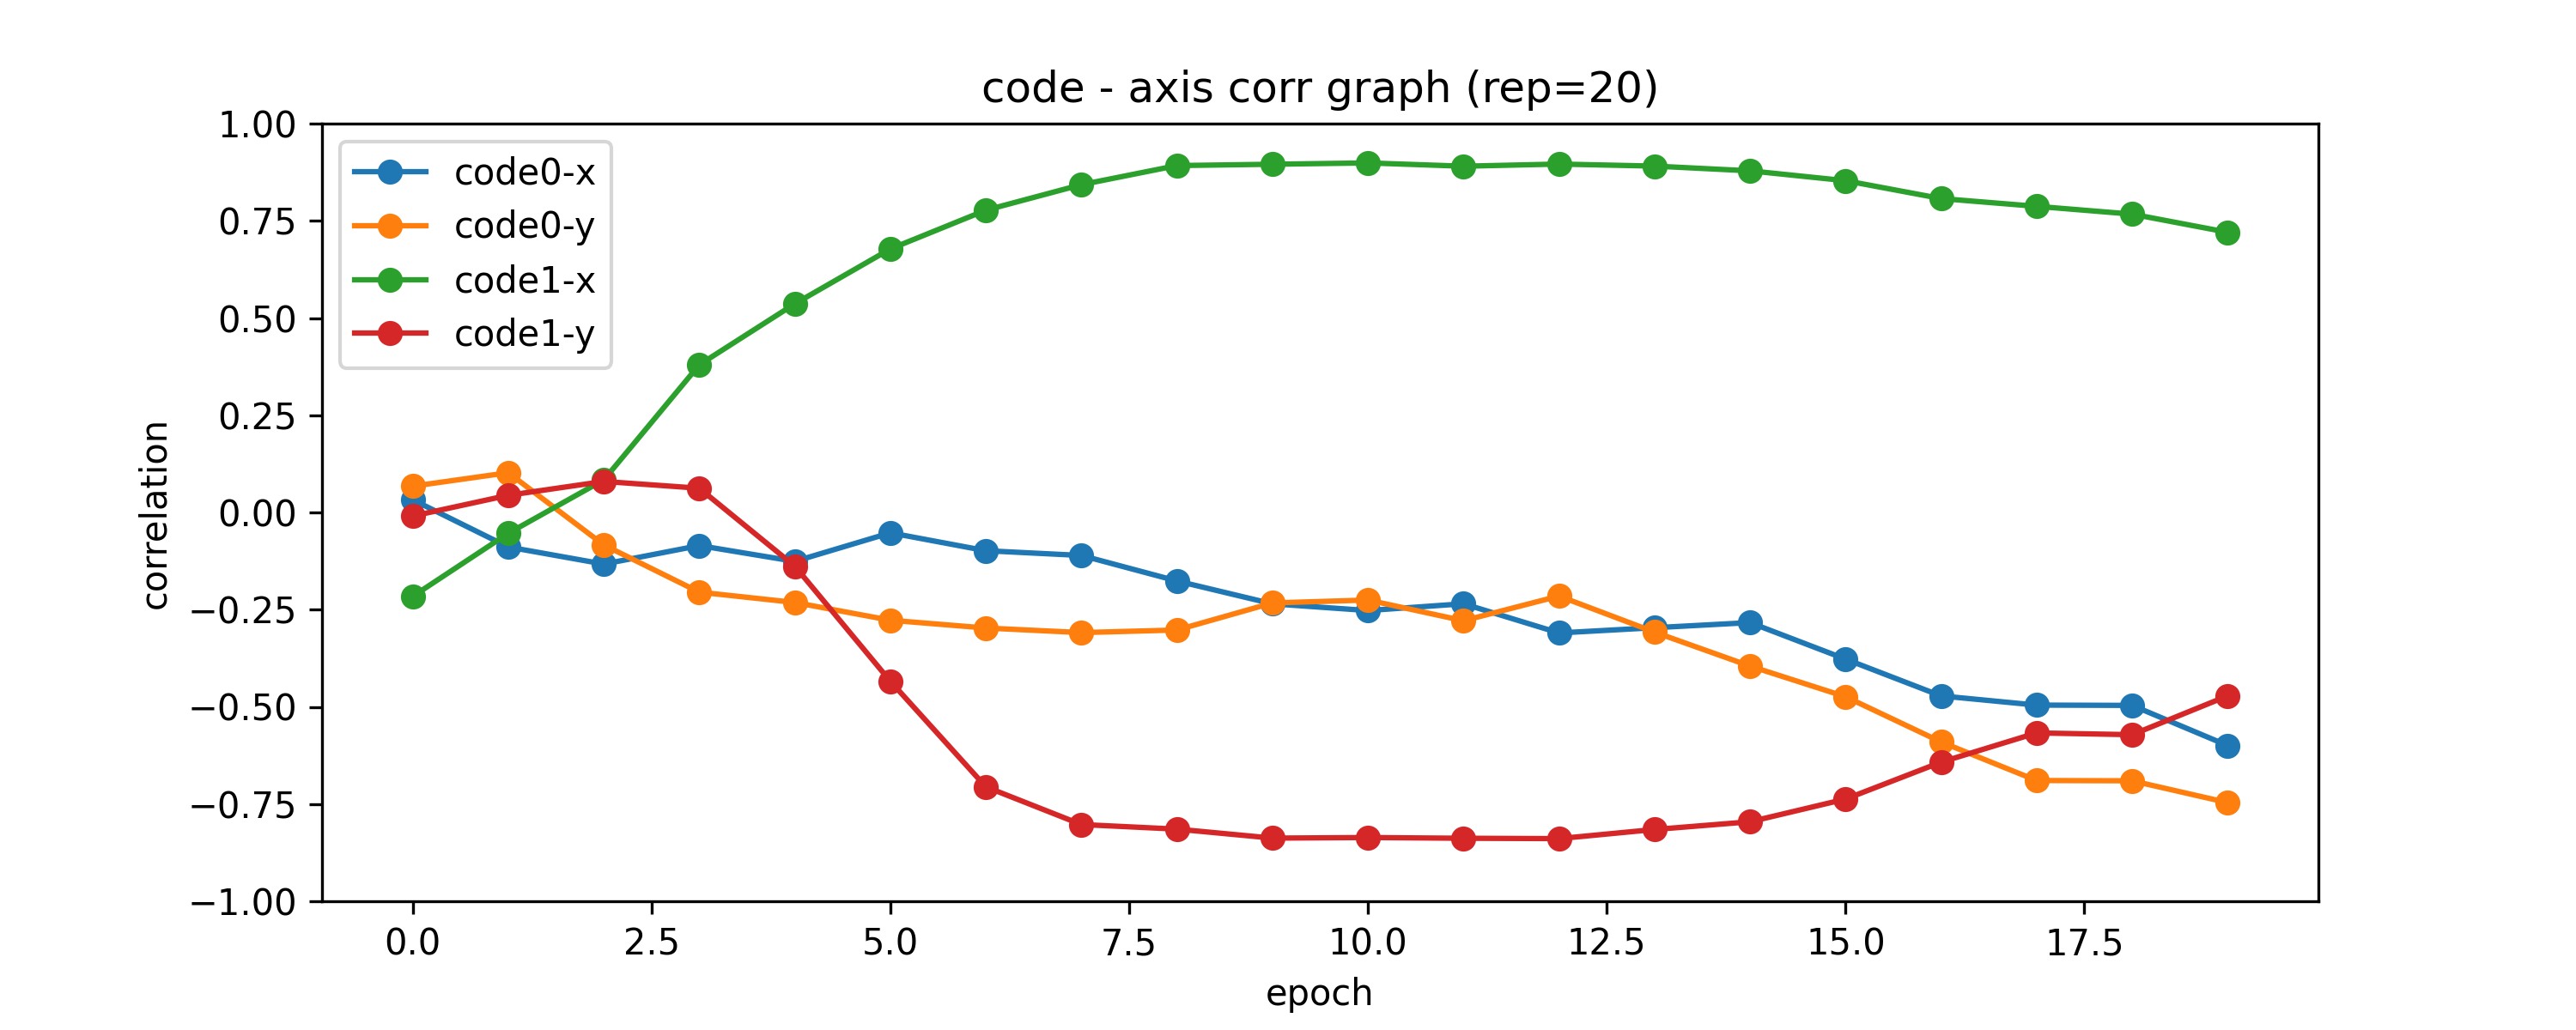 code - axis corr graph (rep=20)
1.00
0.75
0.50
0.25
0.00
−0.25
−0.50
−0.75
−1.00
correlation
code0-x
code0-y
code1-x
code1-y
0.0 2.5 5.0 7.5 10.0 12.5 15.0 17.5
epoch